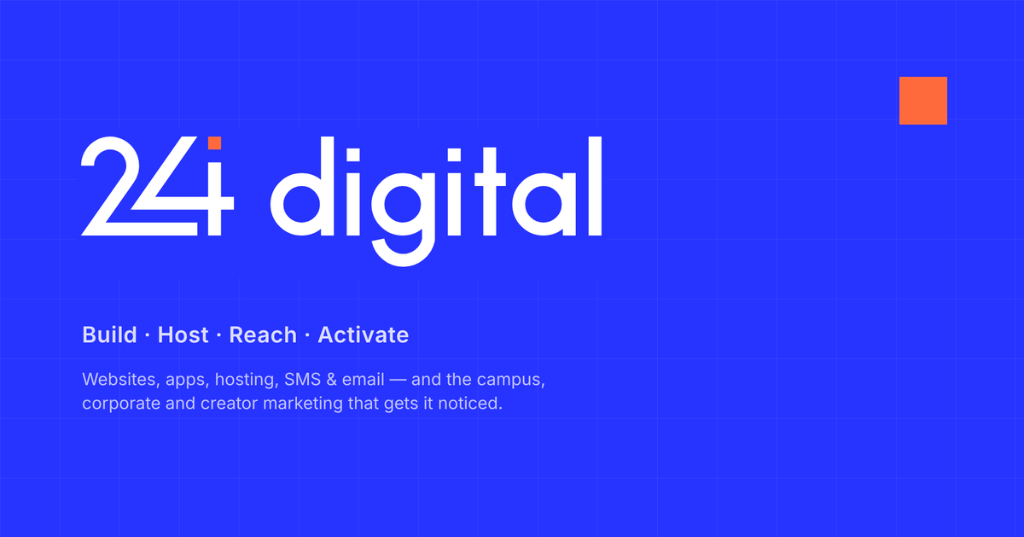 24i digital
Build · Host · Reach · Activate
Websites, apps, hosting, SMS & email — and the campus,
corporate and creator marketing that gets it noticed.